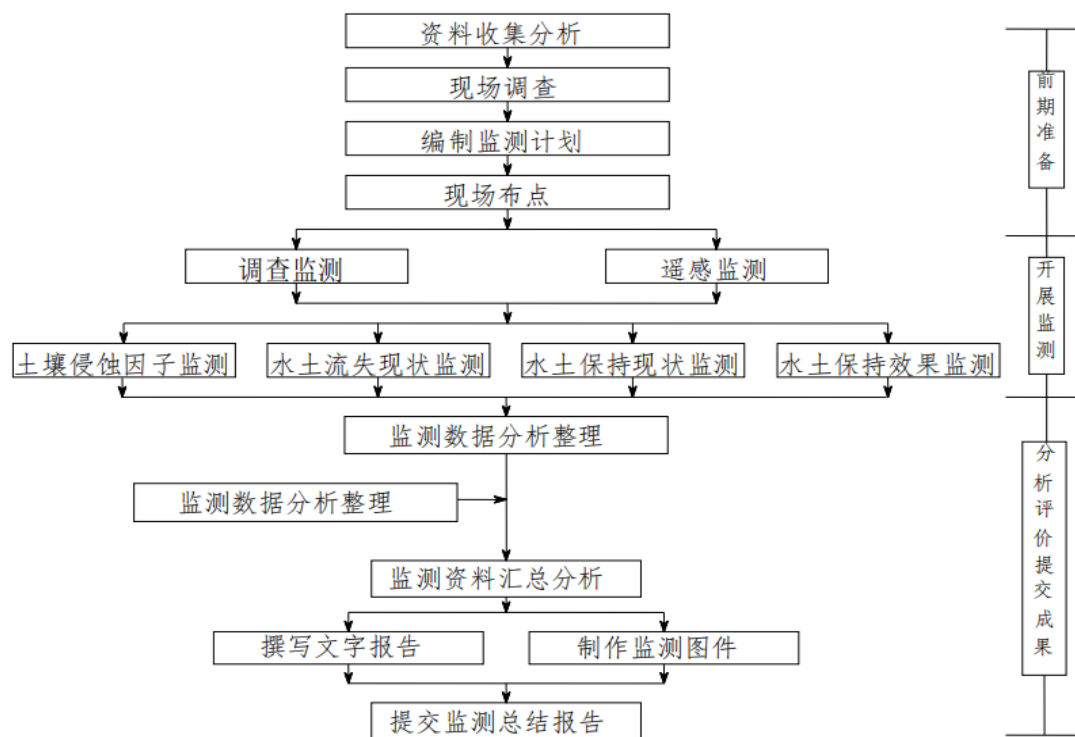 资料收集分析
现场调查
编制监测计划
现场布点
调查监测
遥感监测
土壤侵蚀因子监测
水土流失现状监测
水土保持现状监测
水土保持效果监测
监测数据分析整理
监测数据分析整理
监测资料汇总分析
撰写文字报告
制作监测图件
提交监测总结报告
前期准备
开展监测
分析评价提交成果